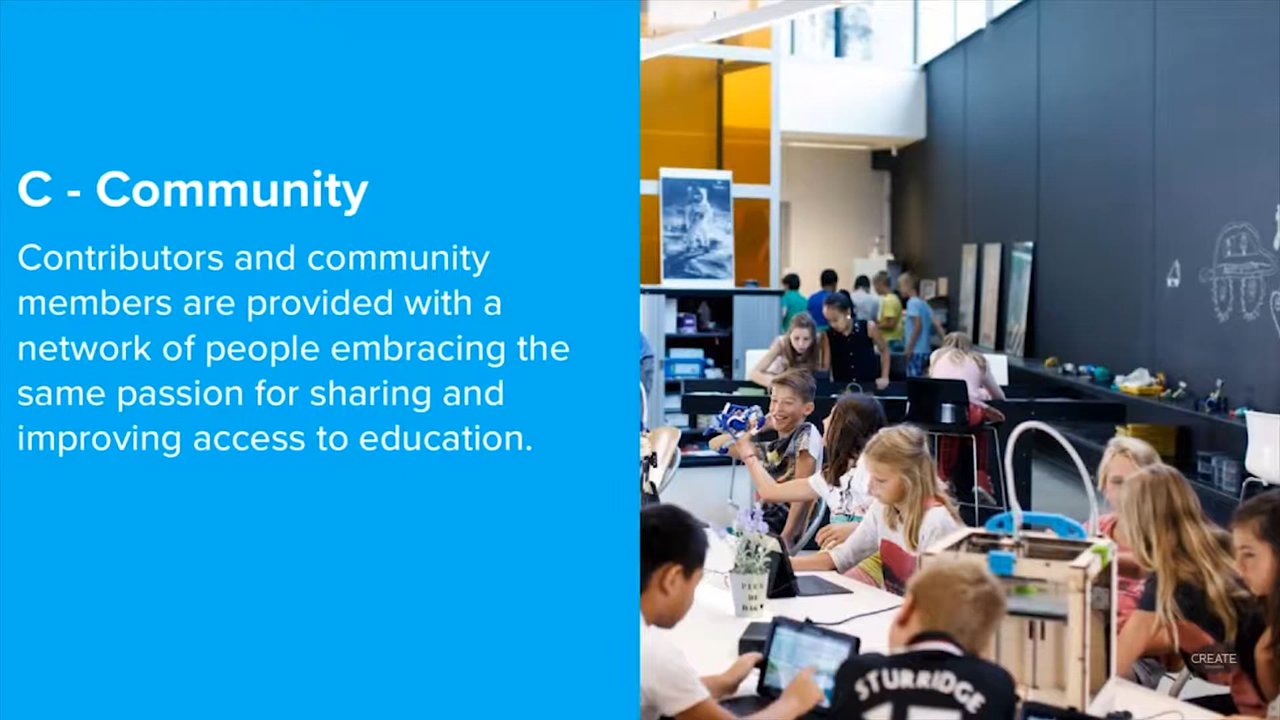 C - Community
Contributors and community
members are provided with a
network of people embracing the
same passion for sharing and
improving access to education.
STURRIDGE
CREATE